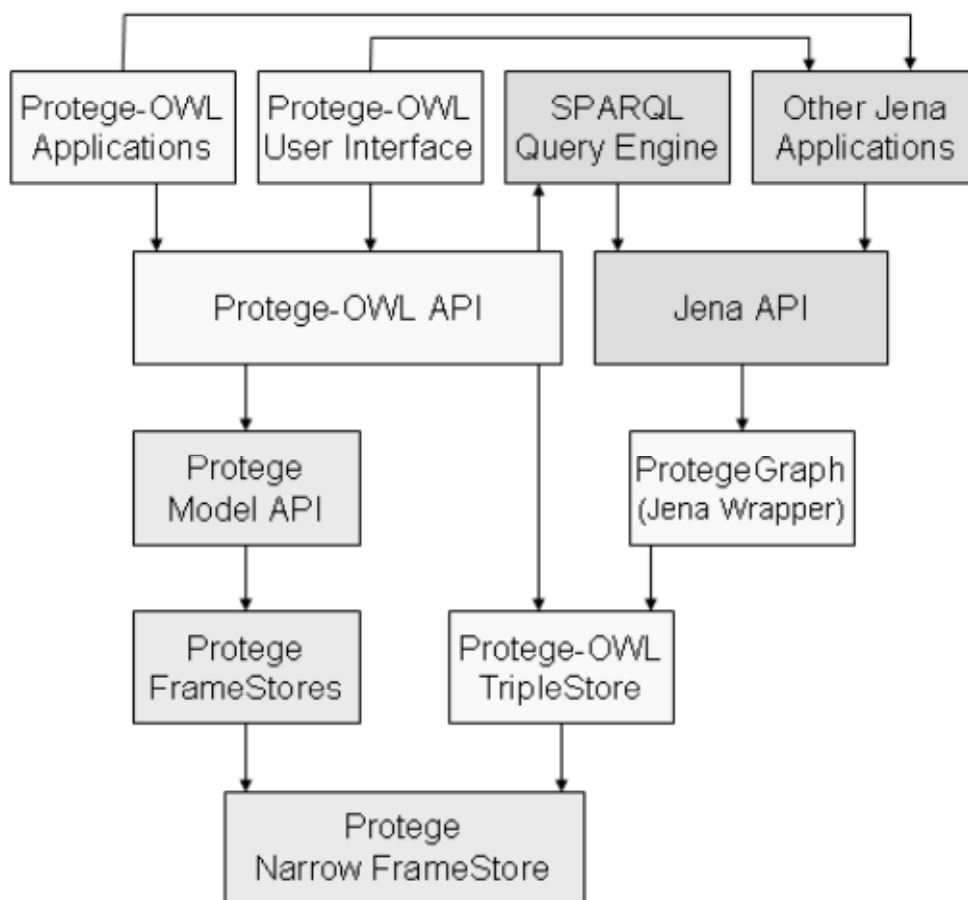 Protege-OWL
Applications
Protege-OWL
User Interface
SPARQL
Query Engine
Other Jena
Applications
Protege-OWL API
Jena API
Protege
Model API
ProtegeGraph
(Jena Wrapper)
Protege
FrameStores
Protege-OWL
TripleStore
Protege
Narrow FrameStore